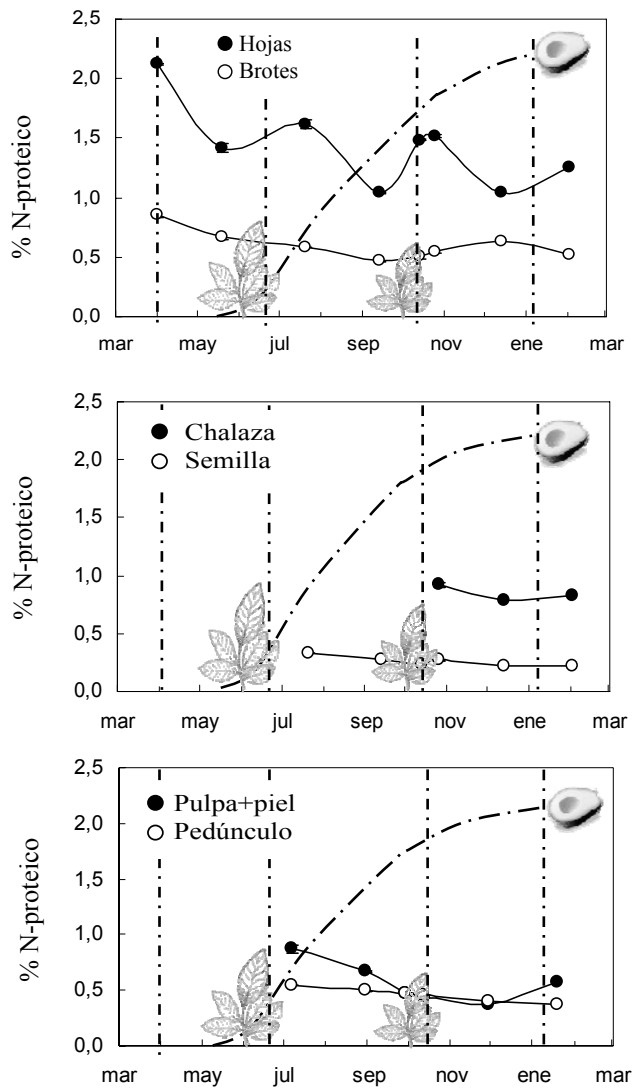 2,5
Hojas
Brotes
2,0
1,5
1,0
0,5
0,0
% N-proteico
mar may jul sep nov ene mar
2,5
Chalaza
Semilla
2,0
1,5
1,0
0,5
0,0
% N-proteico
mar may jul sep nov ene mar
2,5
Pulpa+piel
Pedúnculo
2,0
1,5
1,0
0,5
0,0
% N-proteico
mar may jul sep nov ene mar